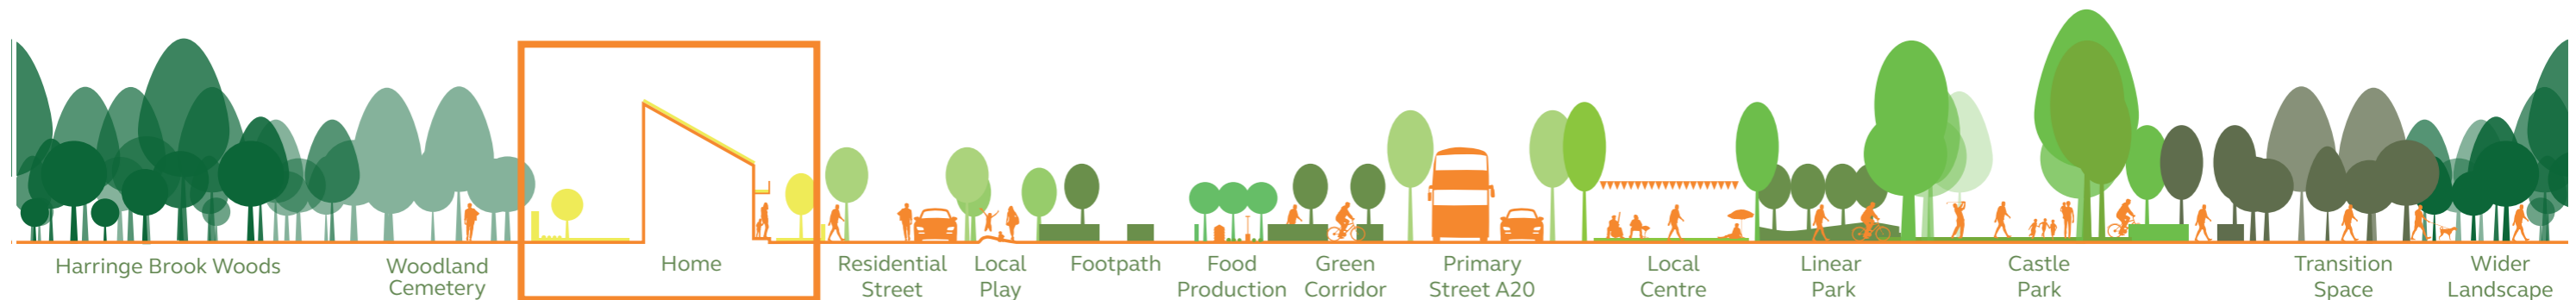 Harringe Brook Woods
Woodland
Cemetery
Home
Residential
Street
Local
Play
Footpath
Food
Production
Green
Corridor
Primary
Street A20
Local
Centre
Linear
Park
Castle
Park
Transition
Space
Wider
Landscape